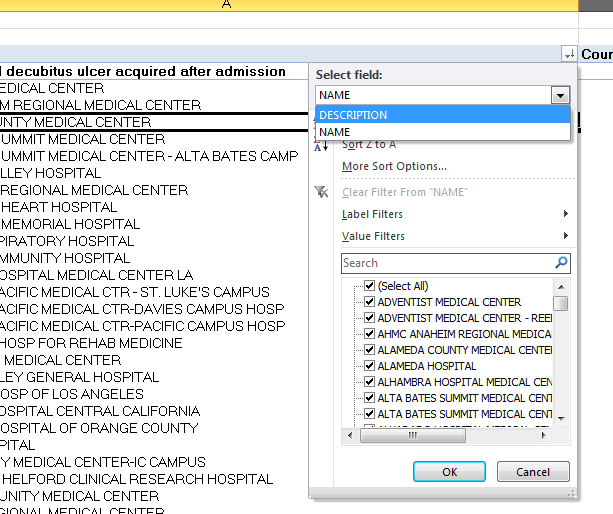 A
Cour
decubitus ulcer acquired after admission
EDICAL CENTER
M REGIONAL MEDICAL CENTER
UNTY MEDICAL CENTER
SUMMIT MEDICAL CENTER
SUMMIT MEDICAL CENTER - ALTA BATES CAMP
LLEY HOSPITAL
REGIONAL MEDICAL CENTER
HEART HOSPITAL
MEMORIAL HOSPITAL
PIRATORY HOSPITAL
MMUNITY HOSPITAL
OSPITAL MEDICAL CENTER LA
ACIFIC MEDICAL CTR - ST. LUKE'S CAMPUS
ACIFIC MEDICAL CTR-DAVIES CAMPUS HOSP
ACIFIC MEDICAL CTR-PACIFIC CAMPUS HOSP
HOSP FOR REHAB MEDICINE
MEDICAL CENTER
LEY GENERAL HOSPITAL
HOSP OF LOS ANGELES
OSPITAL CENTRAL CALIFORNIA
OSPITAL OF ORANGE COUNTY
PITAL
Y MEDICAL CENTER-IC CAMPUS
HELFORD CLINICAL RESEARCH HOSPITAL
UNITY MEDICAL CENTER
REGIONAL MEDICAL CENTER
Select field:
NAME
DESCRIPTION
NAME
Sort Z to A
More Sort Options...
Clear Filter From "NAME"
Label Filters
Value Filters
Search
(Select All)
ADVENTIST MEDICAL CENTER
ADVENTIST MEDICAL CENTER - REE
AHMC ANAHEIM REGIONAL MEDICA
ALAMEDA COUNTY MEDICAL CENTE
ALAMEDA HOSPITAL
ALHAMBRA HOSPITAL MEDICAL CEN
ALTA BATES SUMMIT MEDICAL CENT
ALTA BATES SUMMIT MEDICAL CENT
OK
Cancel